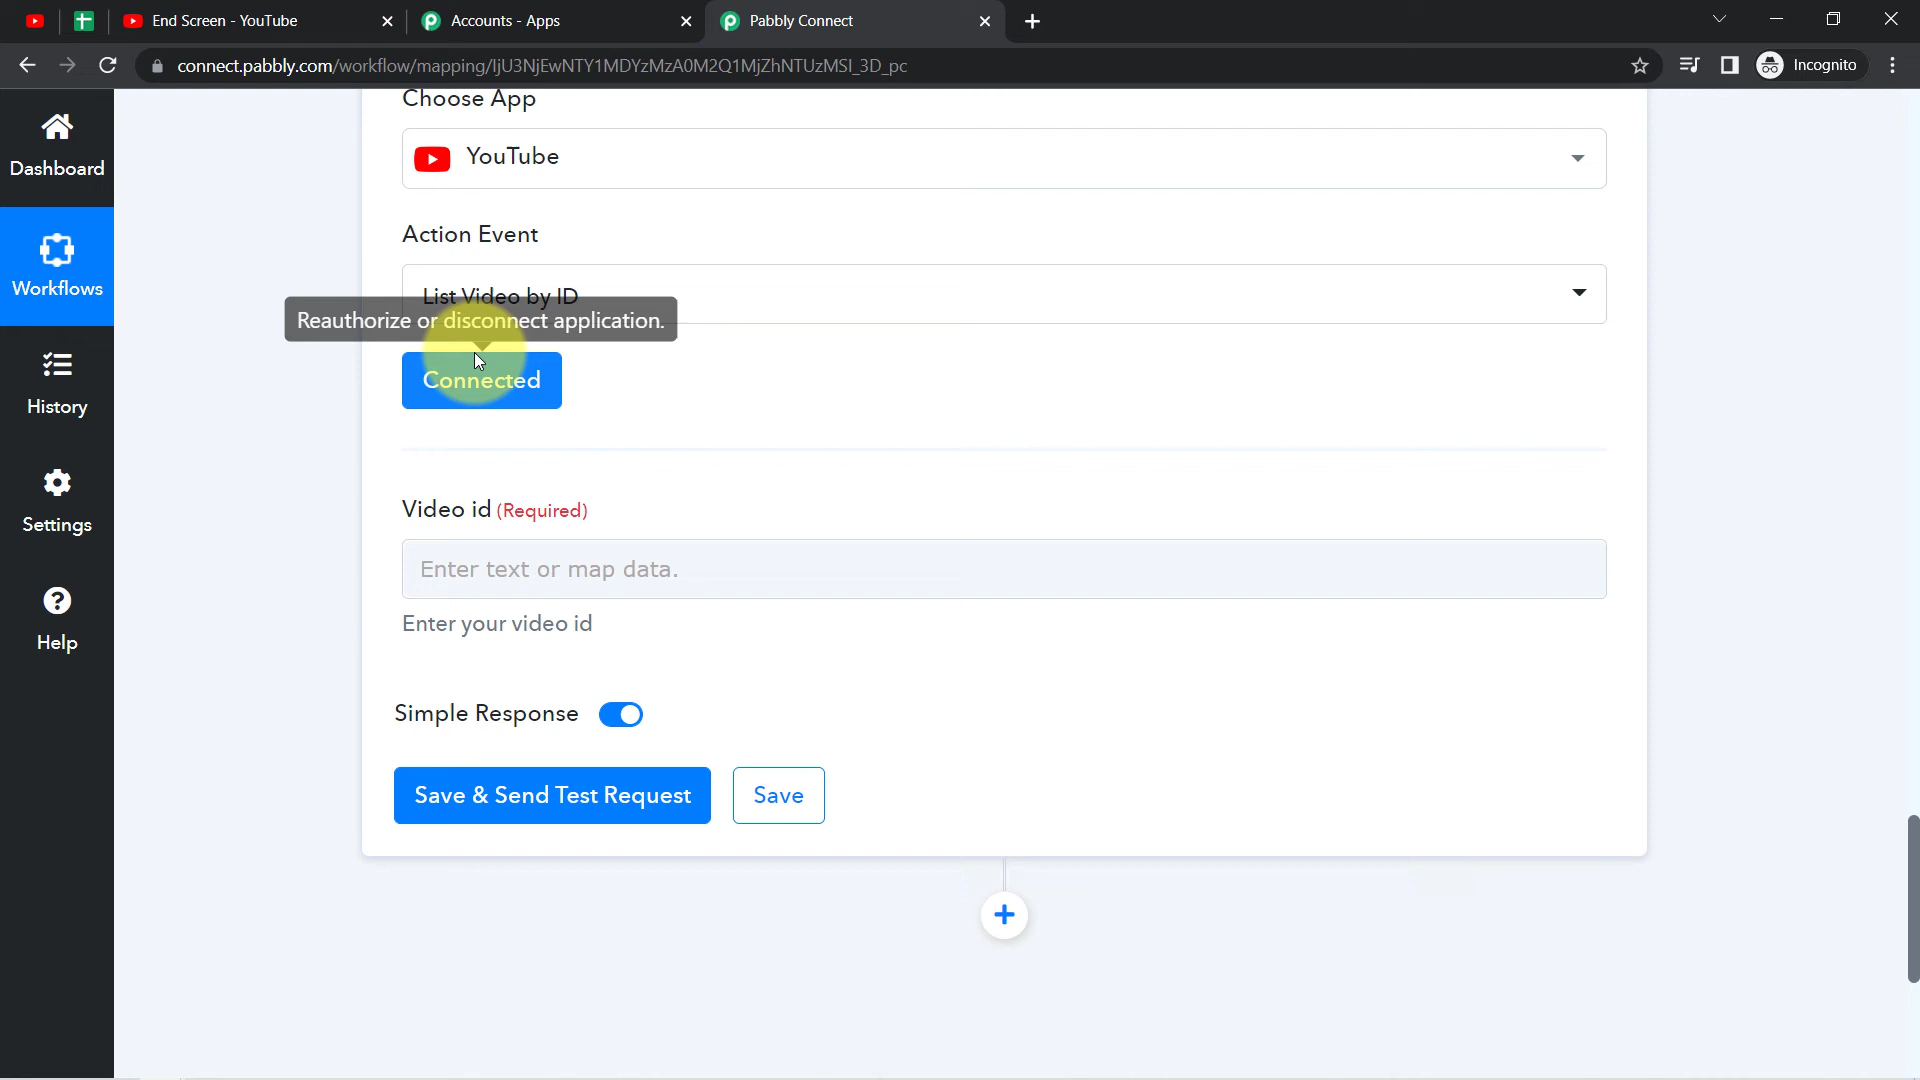 End Screen - YouTube
Accounts - Apps
Pabbly Connect
connect.pabbly.com/workflow/mapping/IjU3NjEwNTY1MDYzMzA0M2Q1MjZhNTUzMSI_3D_pc
Incognito
Dashboard
Workflows
History
Settings
Help
Choose App
YouTube
Action Event
List Video by ID
Reauthorize or disconnect application.
Connected
Video id (Required)
Enter text or map data.
Enter your video id
Simple Response
Save & Send Test Request
Save